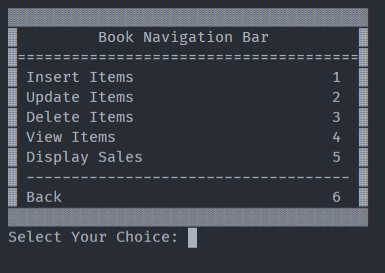 Book Navigation Bar
======================================
Insert Items 1
Update Items 2
Delete Items 3
View Items 4
Display Sales 5
------------------------------------
Back 6
Select Your Choice: